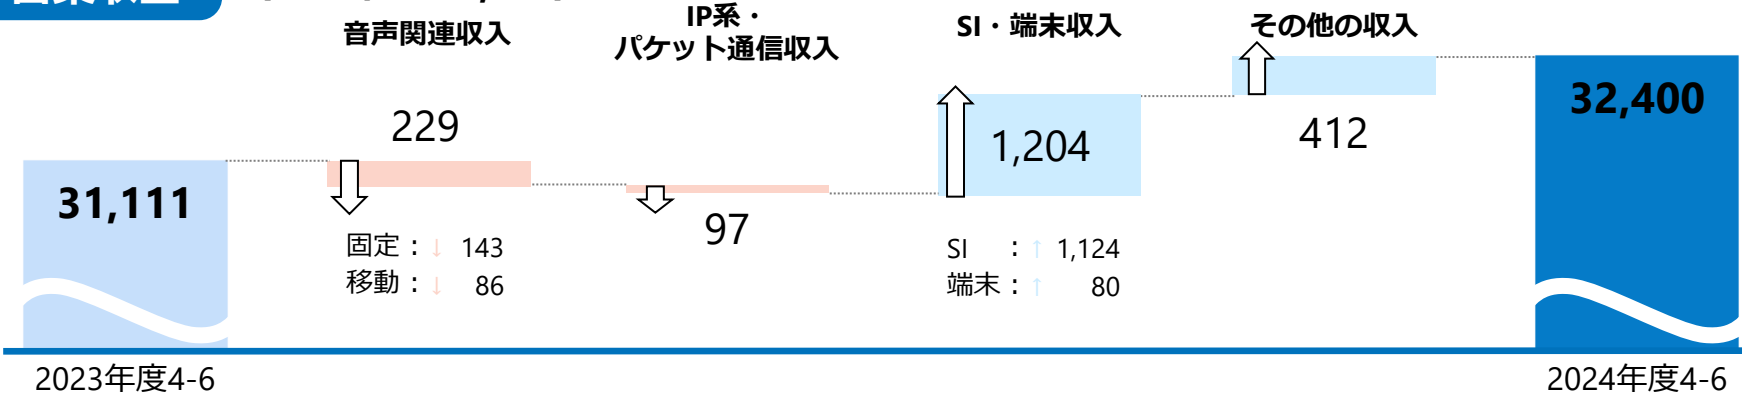 音声関連収入
IP系・
パケット通信収入
SI・端末収入
その他の収入
31,111
229
97
1,204
412
32,400
固定：↓ 143
移動：↓ 86
SI ：↑ 1,124
端末：↑ 80
2023年度4-6
2024年度4-6